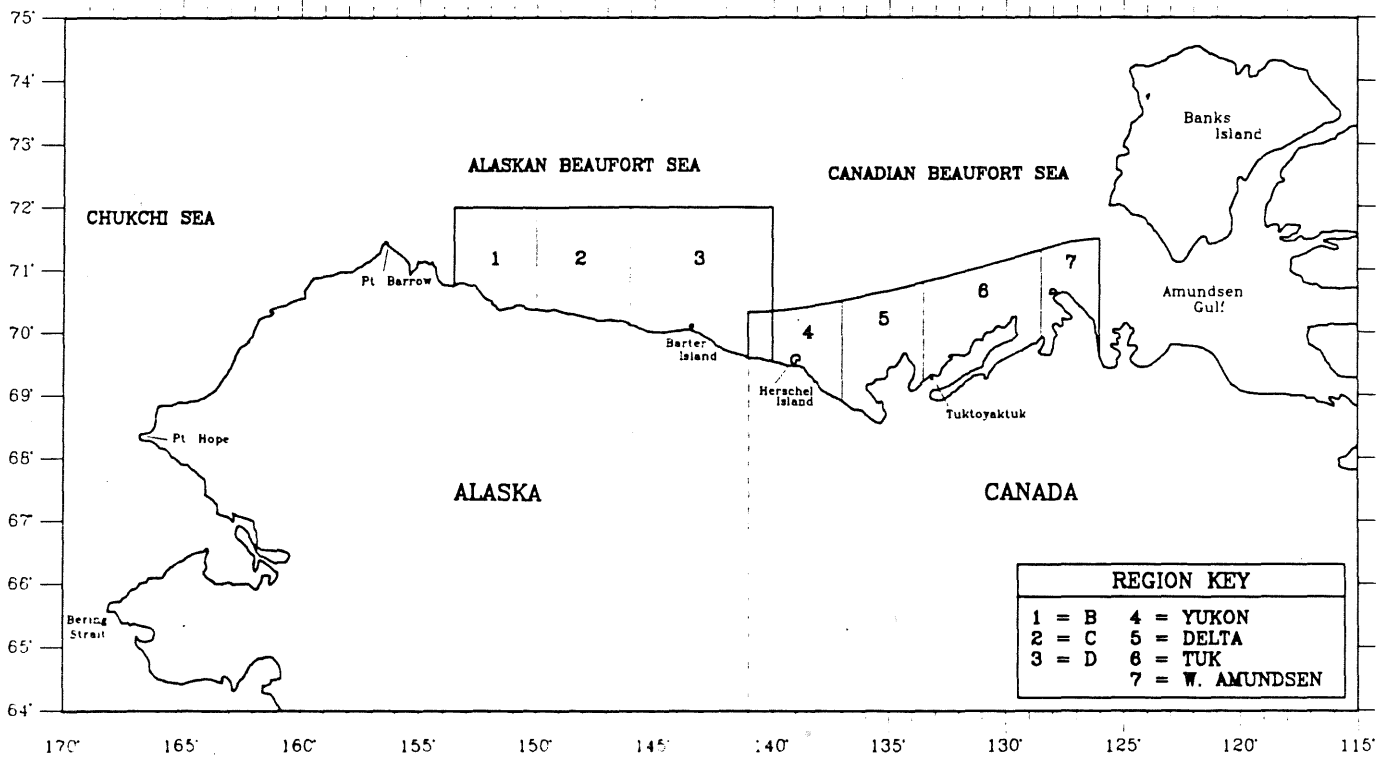 75°
74°
73°
72°
71°
70°
69°
68°
67°
66°
65°
64°
170°
165°
160°
155°
145°
140°
135°
130°
125°
120°
115°
Banks
Island
ALASKAN BEAUFORT SEA
CANADIAN BEAUFORT SEA
CHUKCHI SEA
1
2
3
4
5
6
7
Pt Barrow
Amundsen
Gulf
Barter
Island
Herschel
Island
Tuktoyaktuk
Pt Hope
ALASKA
CANADA
Bering
Strait
REGION KEY
1 = B 4 = YUKON
2 = C 5 = DELTA
3 = D 6 = TUK
7 = W. AMUNDSEN